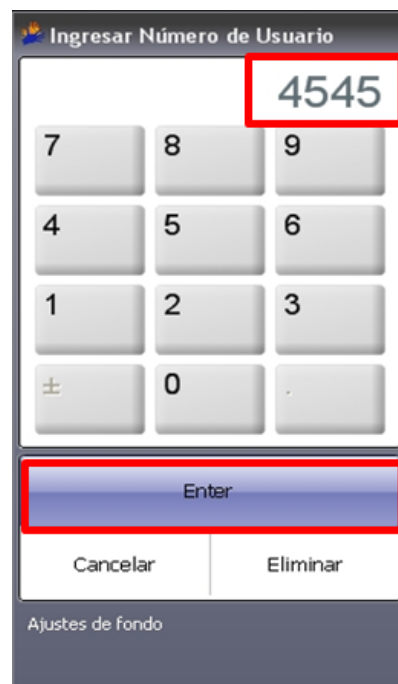 Ingresar Número de Usuario
4545
7 8 9
4 5 6
1 2 3
± 0 .
Enter
Cancelar Eliminar
Ajustes de fondo